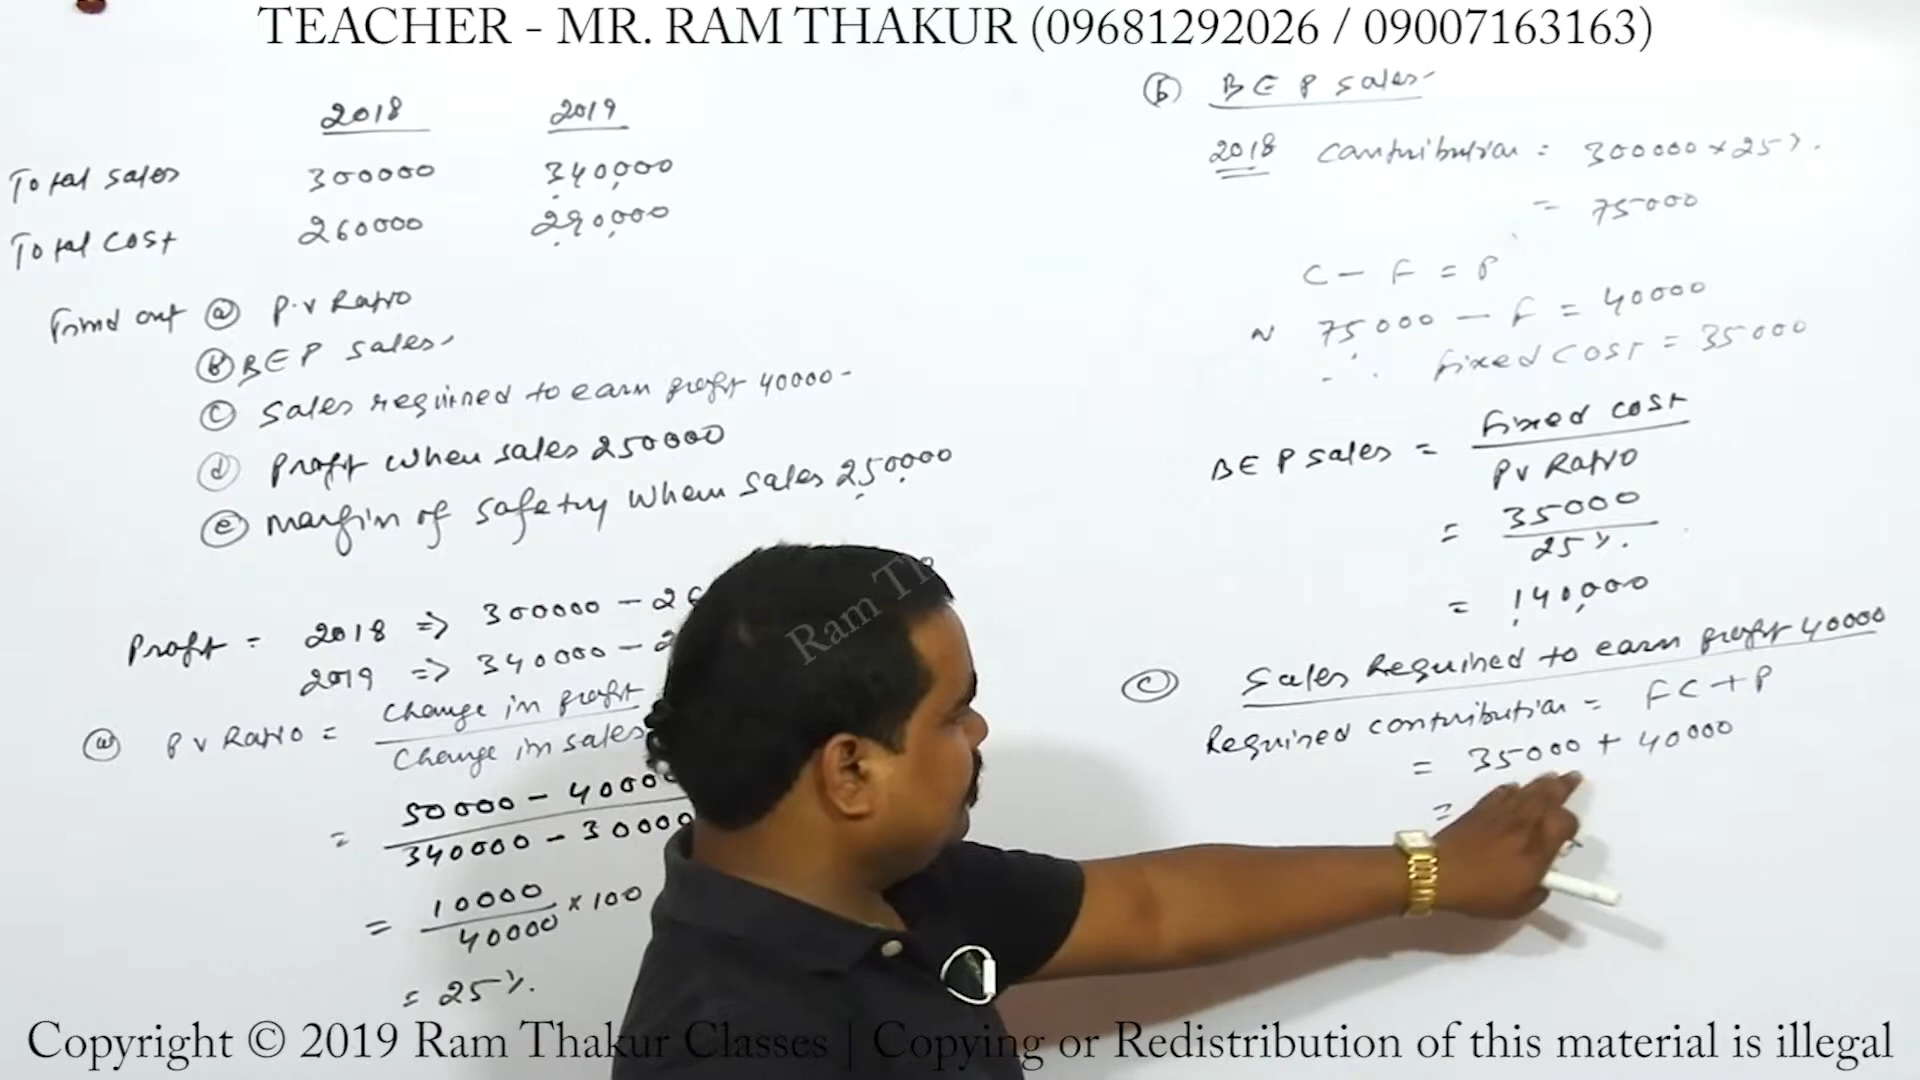 TEACHER - MR. RAM THAKUR (09681292026 / 09007163163)
2018 2019
Total sales 300000 340,000
Total cost 260000 290,000
Find out (a) P.V Ratio
(b) BEP sales
(c) Sales required to earn profit 40000
(d) Profit when sales 250000
(e) Margin of safety when sales 250000
Profit = 2018 => 300000 - 26
2019 => 340000 - 2
(a) PV Ratio = Change in profit
Change in sales
= 50000 - 4000
340000 - 30000
= 10000 × 100
40000
= 25%.
(b) BEP sales
2018 Contribution = 300000 × 25%.
= 75000
C - F = P
75000 - F = 40000
∴ Fixed cost = 35000
BEP sales = Fixed cost
PV Ratio
= 35000
25%.
= 140,000
(c) Sales Required to earn profit 40000
Required contribution = FC + P
= 35000 + 40000
=
Ram Th
Copyright © 2019 Ram Thakur Classes | Copying or Redistribution of this material is illegal